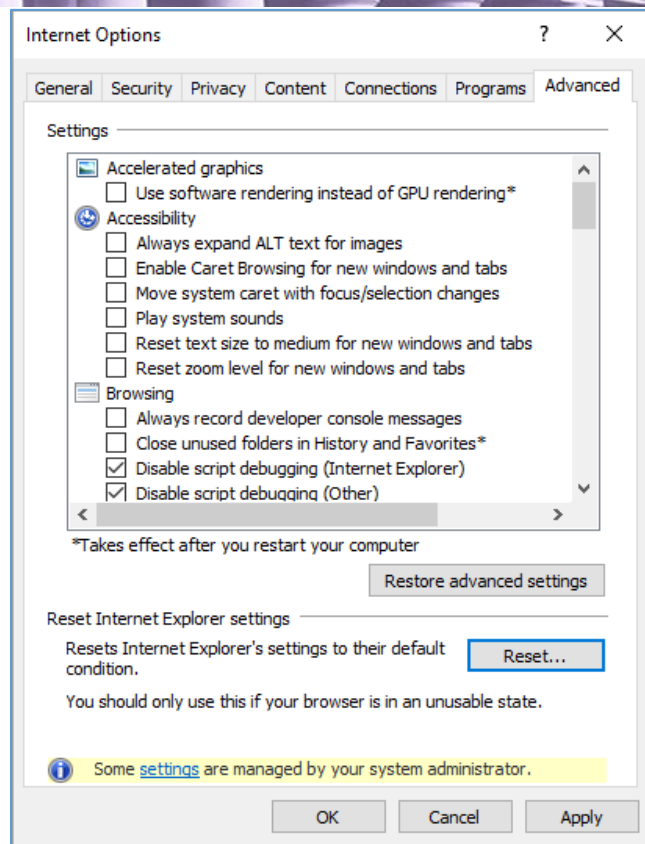 Internet Options
?
General Security Privacy Content Connections Programs Advanced
Settings
Accelerated graphics
Use software rendering instead of GPU rendering*
Accessibility
Always expand ALT text for images
Enable Caret Browsing for new windows and tabs
Move system caret with focus/selection changes
Play system sounds
Reset text size to medium for new windows and tabs
Reset zoom level for new windows and tabs
Browsing
Always record developer console messages
Close unused folders in History and Favorites*
Disable script debugging (Internet Explorer)
Disable script debugging (Other)
*Takes effect after you restart your computer
Restore advanced settings
Reset Internet Explorer settings
Resets Internet Explorer's settings to their default
condition.
Reset...
You should only use this if your browser is in an unusable state.
Some settings are managed by your system administrator.
OK Cancel Apply